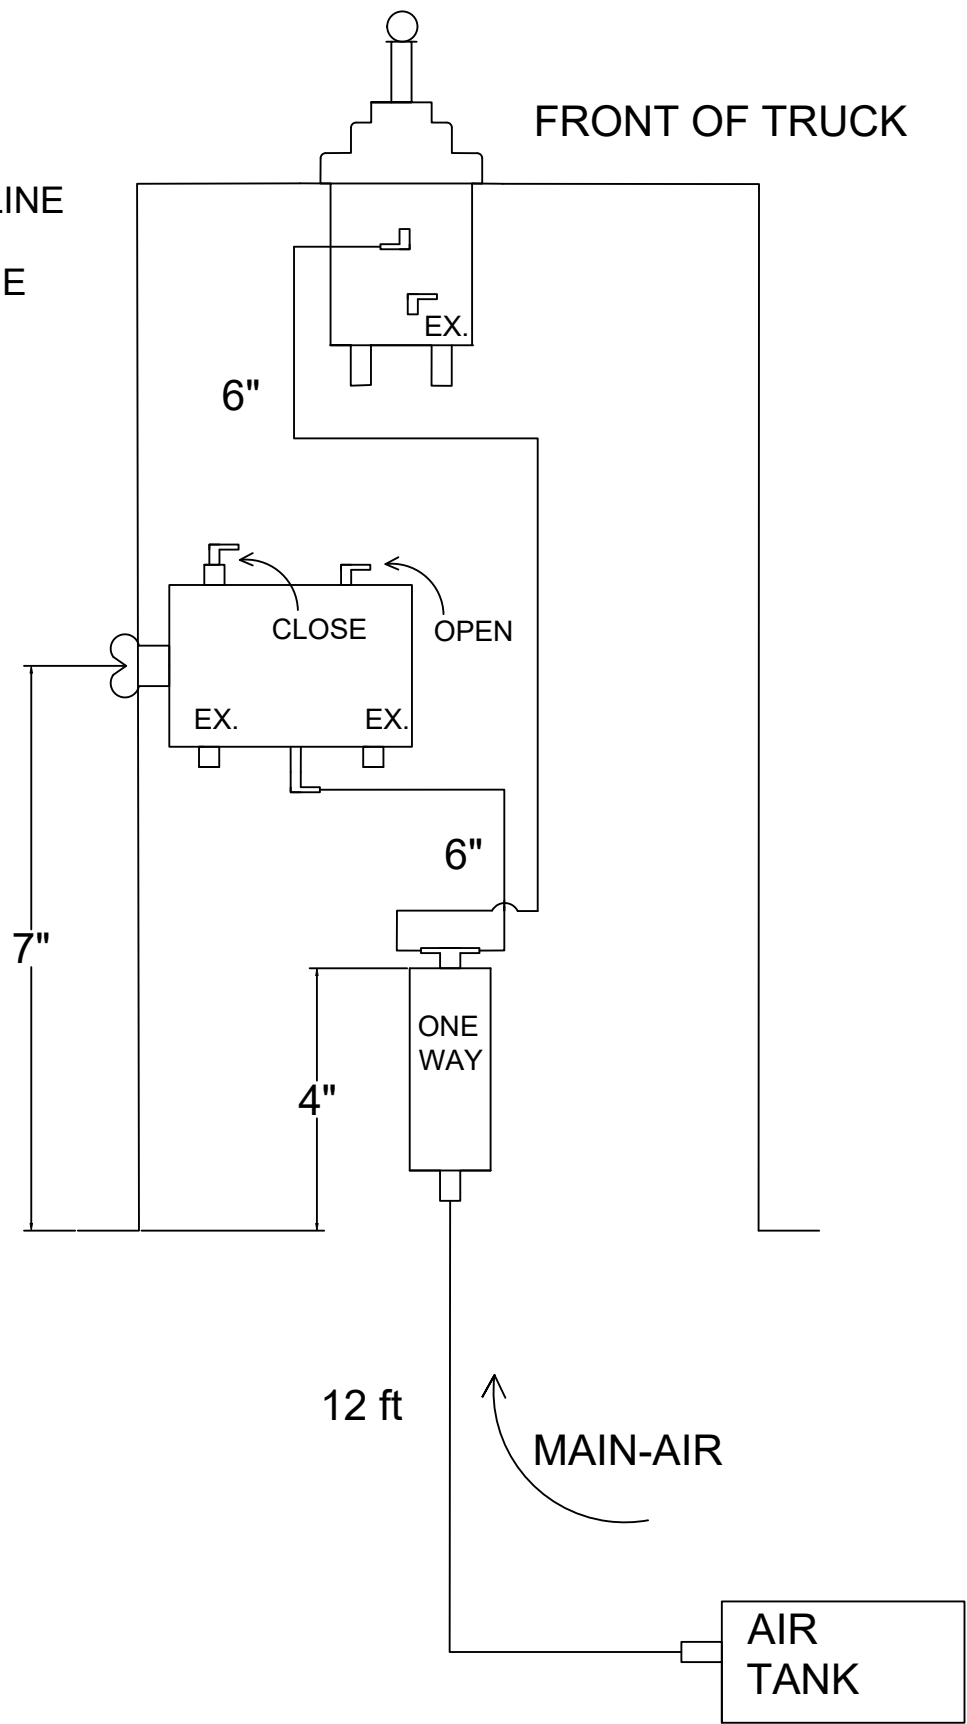 FRONT OF TRUCK
LINE
E
EX.
6"
CLOSE
OPEN
EX.
EX.
6"
7"
ONE
WAY
4"
12 ft
MAIN-AIR
AIR
TANK